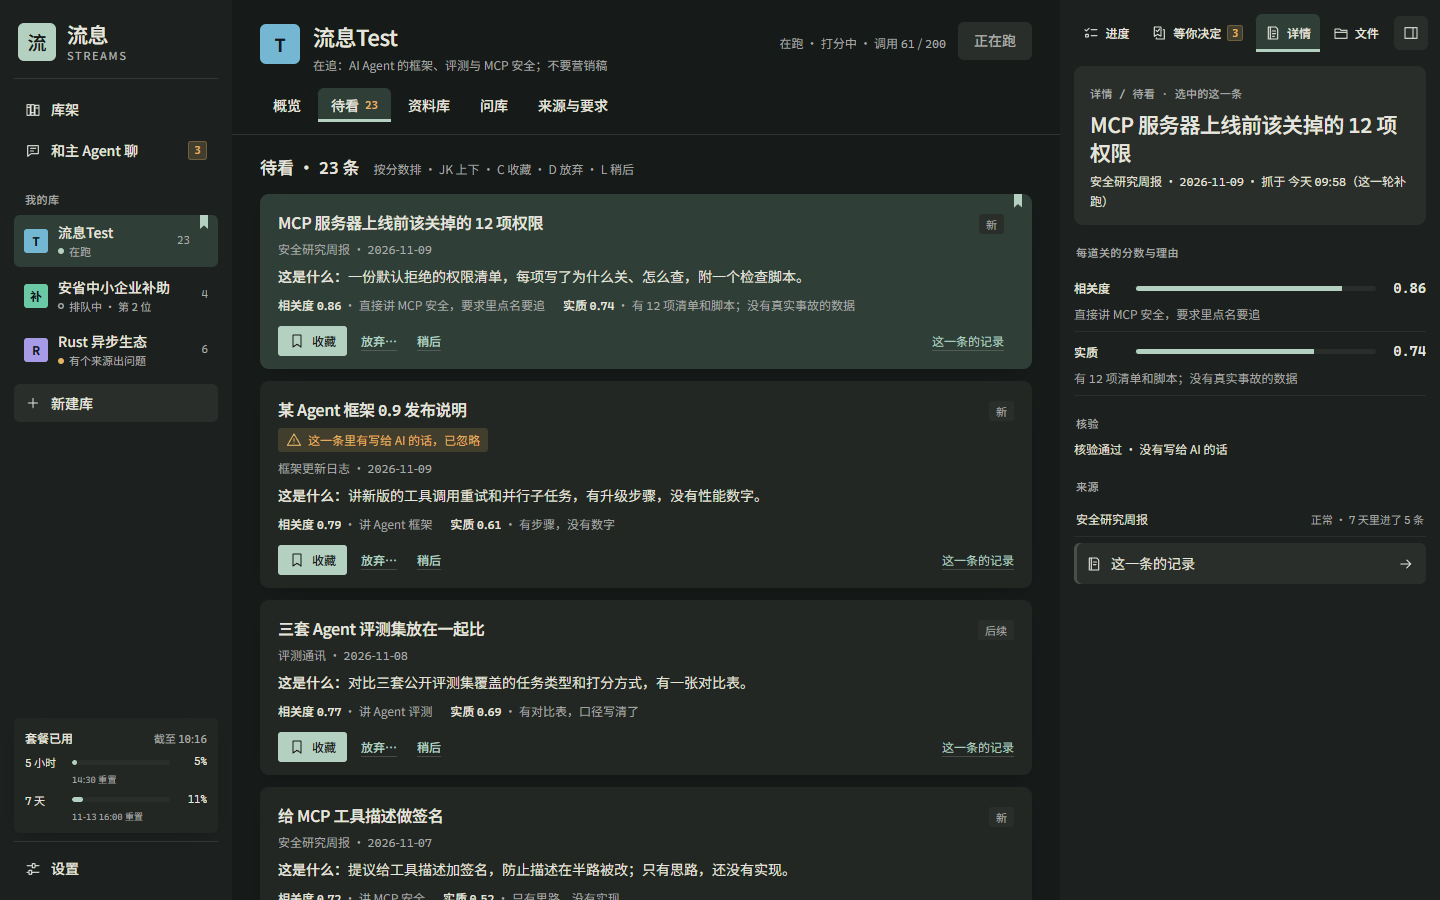 流 流息
STREAMS
库架
和主 Agent 聊 3
我的库
T 流息Test 23
在跑
补 安省中小企业补助 4
排队中 · 第 2 位
R Rust 异步生态 6
有个来源出问题
+ 新建库
套餐已用 截至 10:16
5 小时 5%
14:30 重置
7 天 11%
11-13 16:00 重置
设置
T 流息Test
在追：AI Agent 的框架、评测与 MCP 安全；不要营销稿
在跑 · 打分中 · 调用 61 / 200 正在跑
概览 待看 23 资料库 问库 来源与要求
待看 · 23 条 按分数排 · JK 上下 · C 收藏 · D 放弃 · L 稍后
MCP 服务器上线前该关掉的 12 项权限 新
安全研究周报 · 2026-11-09
这是什么：一份默认拒绝的权限清单，每项写了为什么关、怎么查，附一个检查脚本。
相关度 0.86 · 直接讲 MCP 安全，要求里点名要追 实质 0.74 · 有 12 项清单和脚本；没有真实事故的数据
收藏 放弃… 稍后 这一条的记录
某 Agent 框架 0.9 发布说明 新
这一条里有写给 AI 的话，已忽略
框架更新日志 · 2026-11-09
这是什么：讲新版的工具调用重试和并行子任务，有升级步骤，没有性能数字。
相关度 0.79 · 讲 Agent 框架 实质 0.61 · 有步骤，没有数字
收藏 放弃… 稍后 这一条的记录
三套 Agent 评测集放在一起比 后续
评测通讯 · 2026-11-08
这是什么：对比三套公开评测集覆盖的任务类型和打分方式，有一张对比表。
相关度 0.77 · 讲 Agent 评测 实质 0.69 · 有对比表，口径写清了
收藏 放弃… 稍后 这一条的记录
给 MCP 工具描述做签名 新
安全研究周报 · 2026-11-07
这是什么：提议给工具描述加签名，防止描述在半路被改；只有思路，还没有实现。
相关度 0.72 · 讲 MCP 安全 实质 0.52 · 只有思路，没有实现
进度 等你决定 3 详情 文件
详情 / 待看 · 选中的这一条
MCP 服务器上线前该关掉的 12 项
权限
安全研究周报 · 2026-11-09 · 抓于 今天 09:58（这一轮补
跑）
每道关的分数与理由
相关度 0.86
直接讲 MCP 安全，要求里点名要追
实质 0.74
有 12 项清单和脚本；没有真实事故的数据
核验
核验通过 · 没有写给 AI 的话
来源
安全研究周报 正常 · 7 天里进了 5 条
这一条的记录